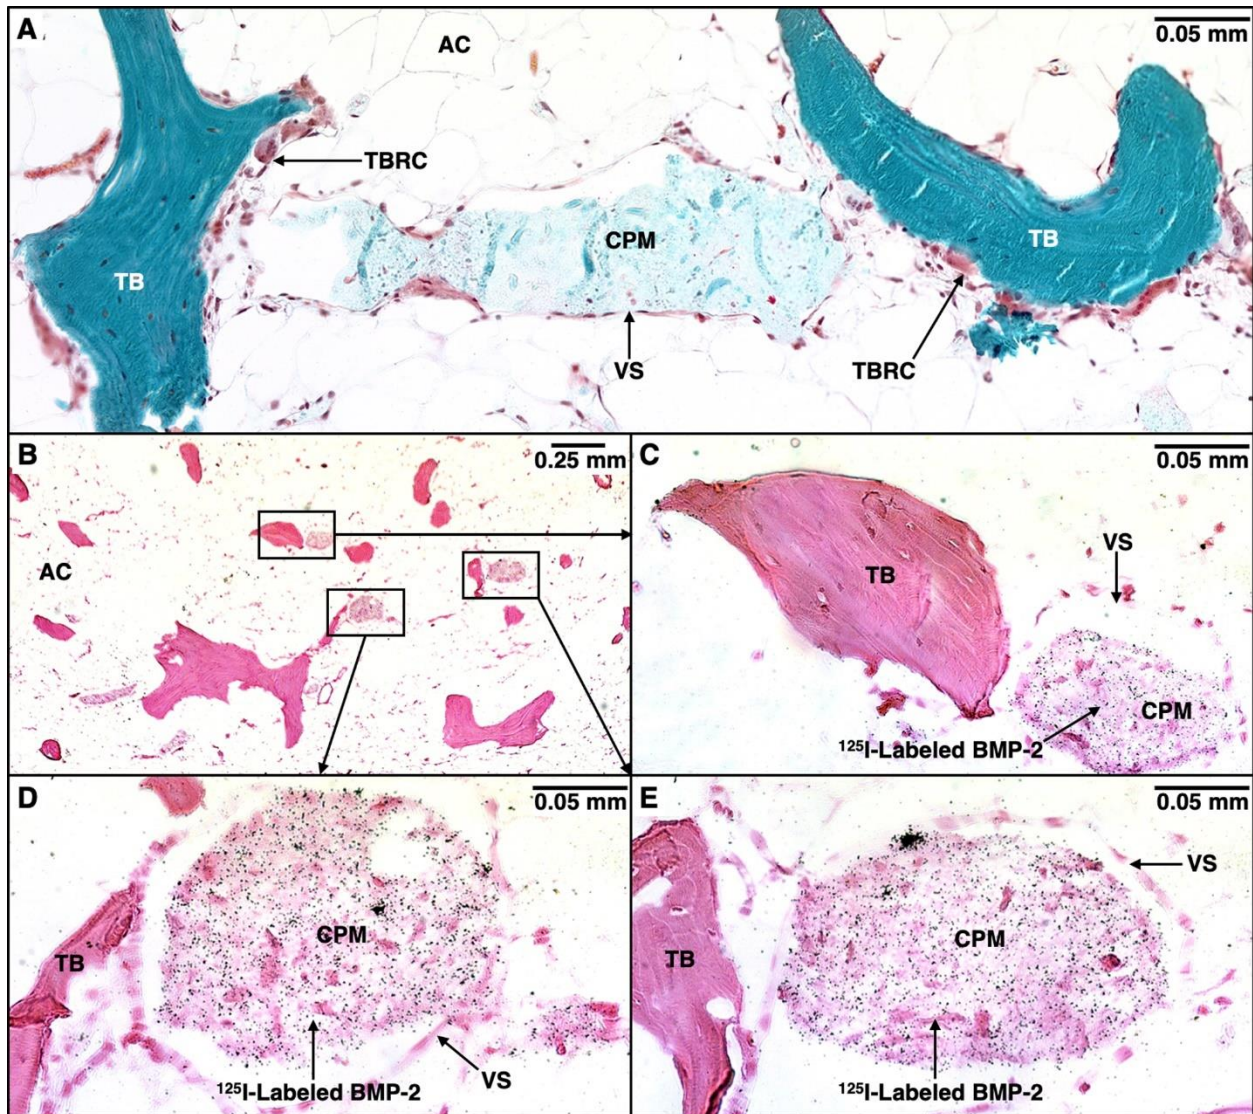 A
AC
0.05 mm
TBRC
CPM
TB
TB
VS
TBRC
B
0.25 mm
AC
C
0.05 mm
VS
TB
CPM
¹²⁵I-Labeled BMP-2
D
0.05 mm
CPM
TB
¹²⁵I-Labeled BMP-2
VS
E
0.05 mm
VS
CPM
TB
¹²⁵I-Labeled BMP-2